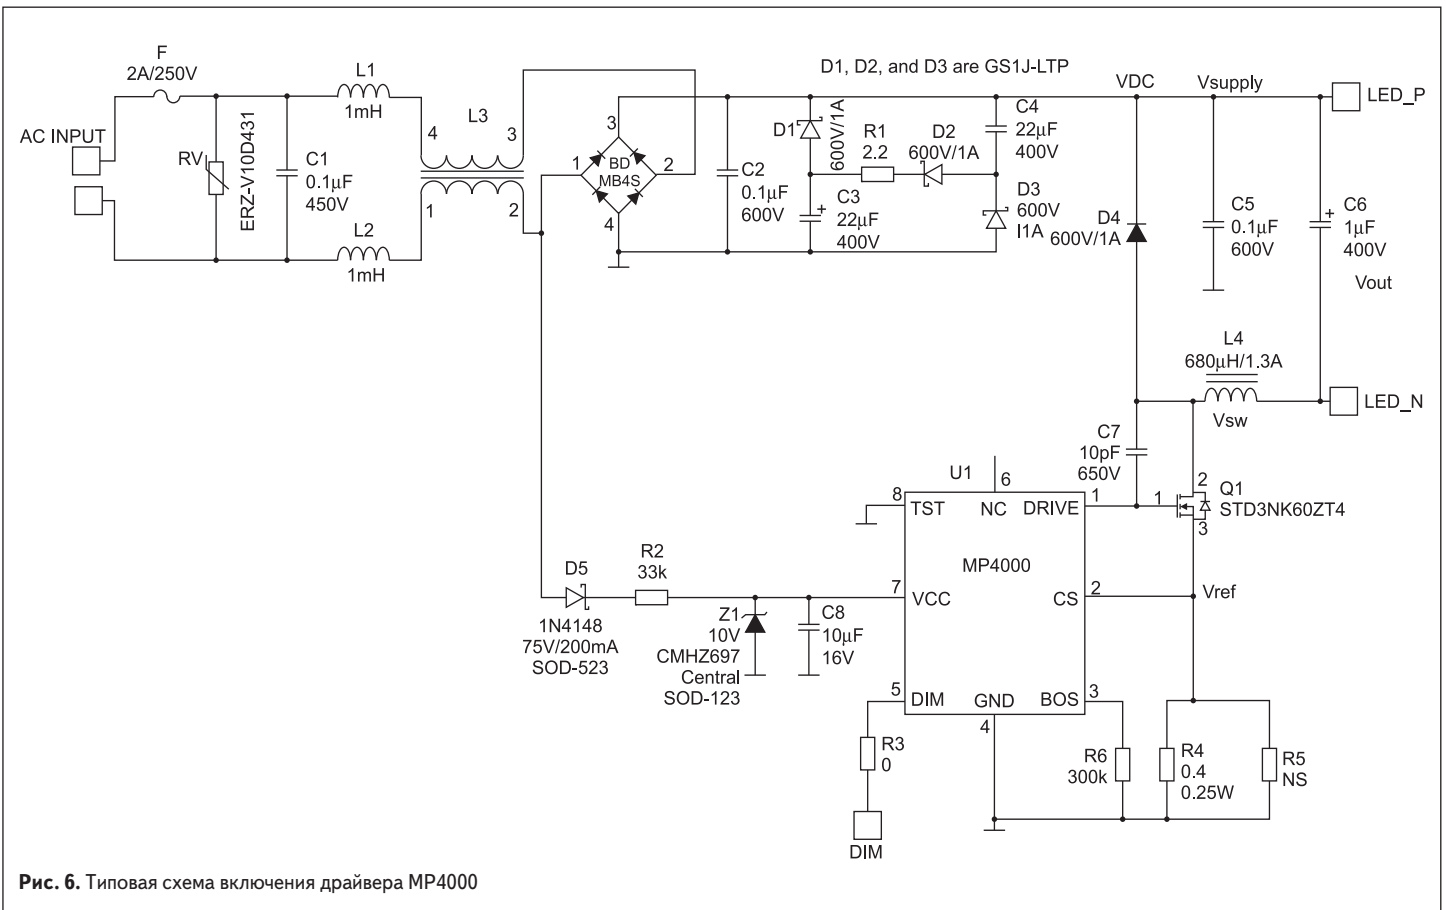 F
2A/250V
L1
1mH
L3
4
3
1
2
AC INPUT
RV
ERZ-V10D431
C1
0.1µF
450V
L2
1mH
3
1
2
4
BD
MB4S
C2
0.1µF
600V
D1, D2, and D3 are GS1J-LTP
D1
600V/1A
R1
2.2
D2
600V/1A
C4
22µF
400V
C3
+
22µF
400V
D3
600V
I1A
VDC
Vsupply
LED_P
D4
600V/1A
C5
0.1µF
600V
+
C6
1µF
400V
Vout
L4
680µH/1.3A
Vsw
LED_N
C7
10pF
650V
U1
6
8
TST
NC
DRIVE
1
1
2
Q1
STD3NK60ZT4
3
MP4000
7
VCC
CS
2
Vref
D5
1N4148
75V/200mA
SOD-523
R2
33k
Z1
10V
CMHZ697
Central
SOD-123
C8
10µF
16V
5
DIM
GND
4
BOS
3
R3
0
DIM
R6
300k
R4
0.4
0.25W
R5
NS
Рис. 6. Типовая схема включения драйвера MP4000